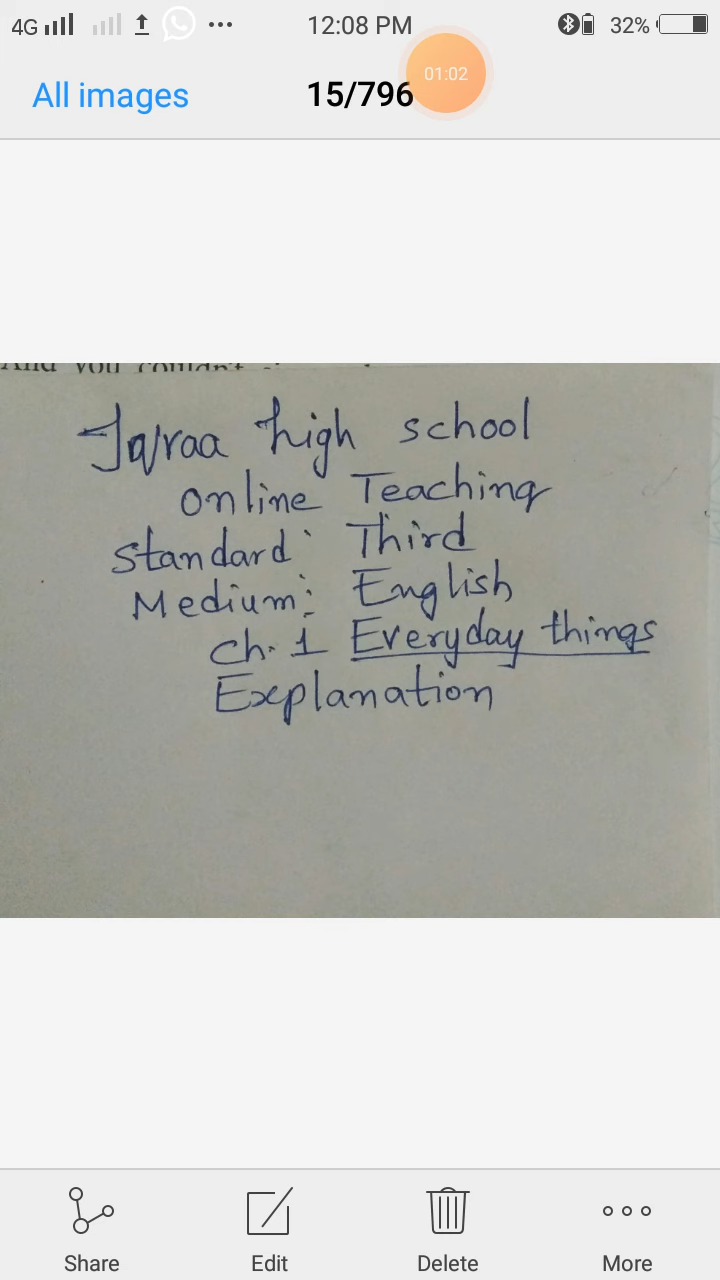 4G 12:08 PM 32%
All images 15/796 01:02
high school
online Teaching
Standard: Third
Medium: English
Ch. 1 Everyday things
Explanation
Share Edit Delete More